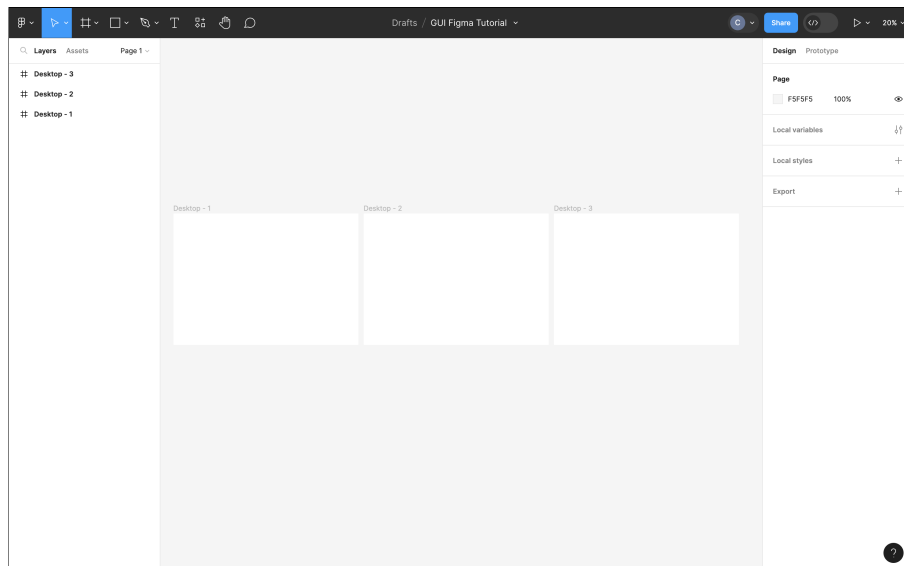 Drafts / GUI Figma Tutorial
C
Share
</>
20%
Layers Assets Page 1
Desktop - 3
Desktop - 2
Desktop - 1
Desktop - 1
Desktop - 2
Desktop - 3
Design Prototype
Page
F5F5F5 100%
Local variables
Local styles
Export
?